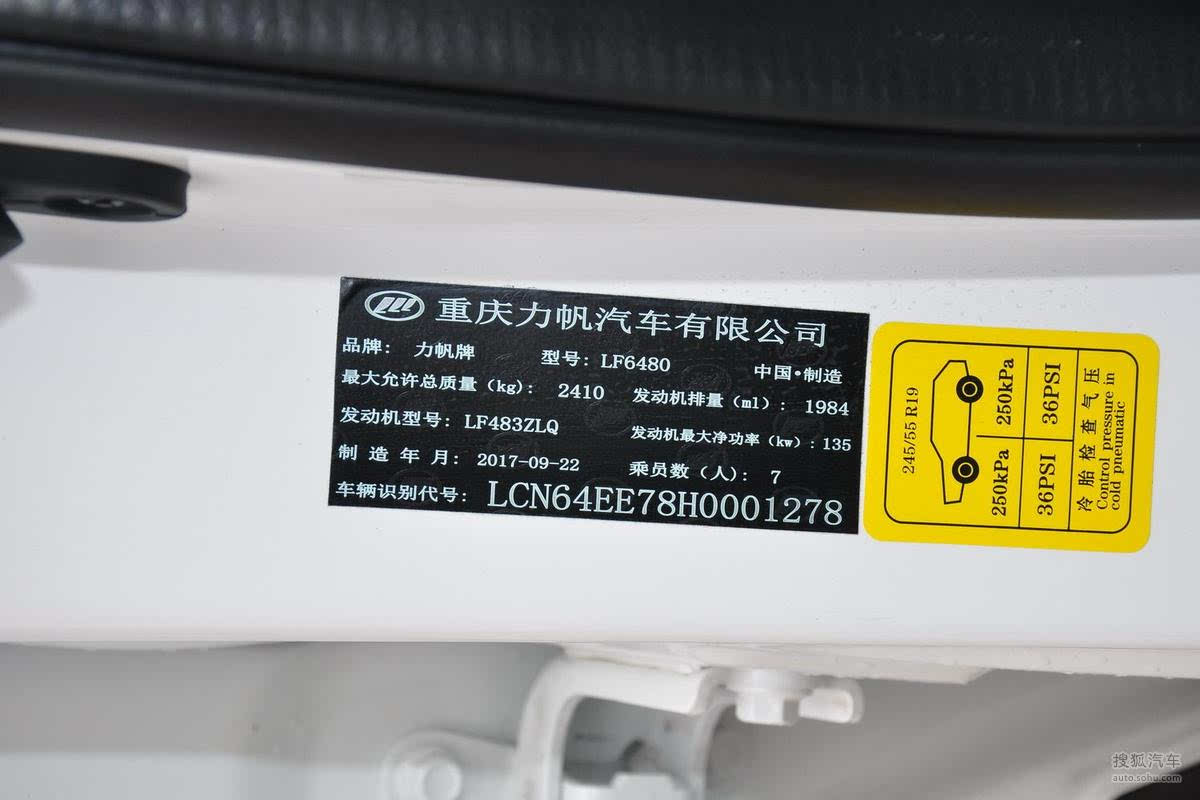 重庆力帆汽车有限公司
品牌: 力帆牌 型号: LF6480 中国•制造
最大允许总质量 (kg): 2410 发动机排量 (ml): 1984
发动机型号: LF483ZLQ 发动机最大净功率 (kw): 135
制造年月: 2017-09-22 乘员数 (人): 7
车辆识别代号: LCN64EE78H0001278
245/55 R19
250kPa
250kPa
36PSI
36PSI
冷胎检查气压
Control pressure in
cold pneumatic
搜狐汽车
auto.sohu.com